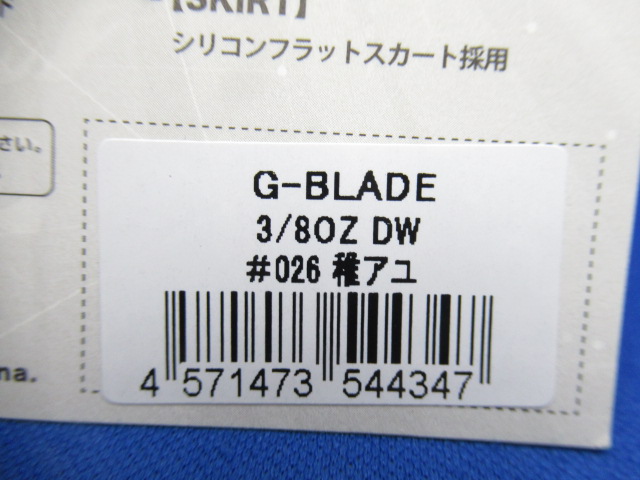 【SKIRT】
シリコンフラットスカート採用
さい。
G-BLADE
3/8OZ DW
#026 稚アユ
4 571473 544347
na.